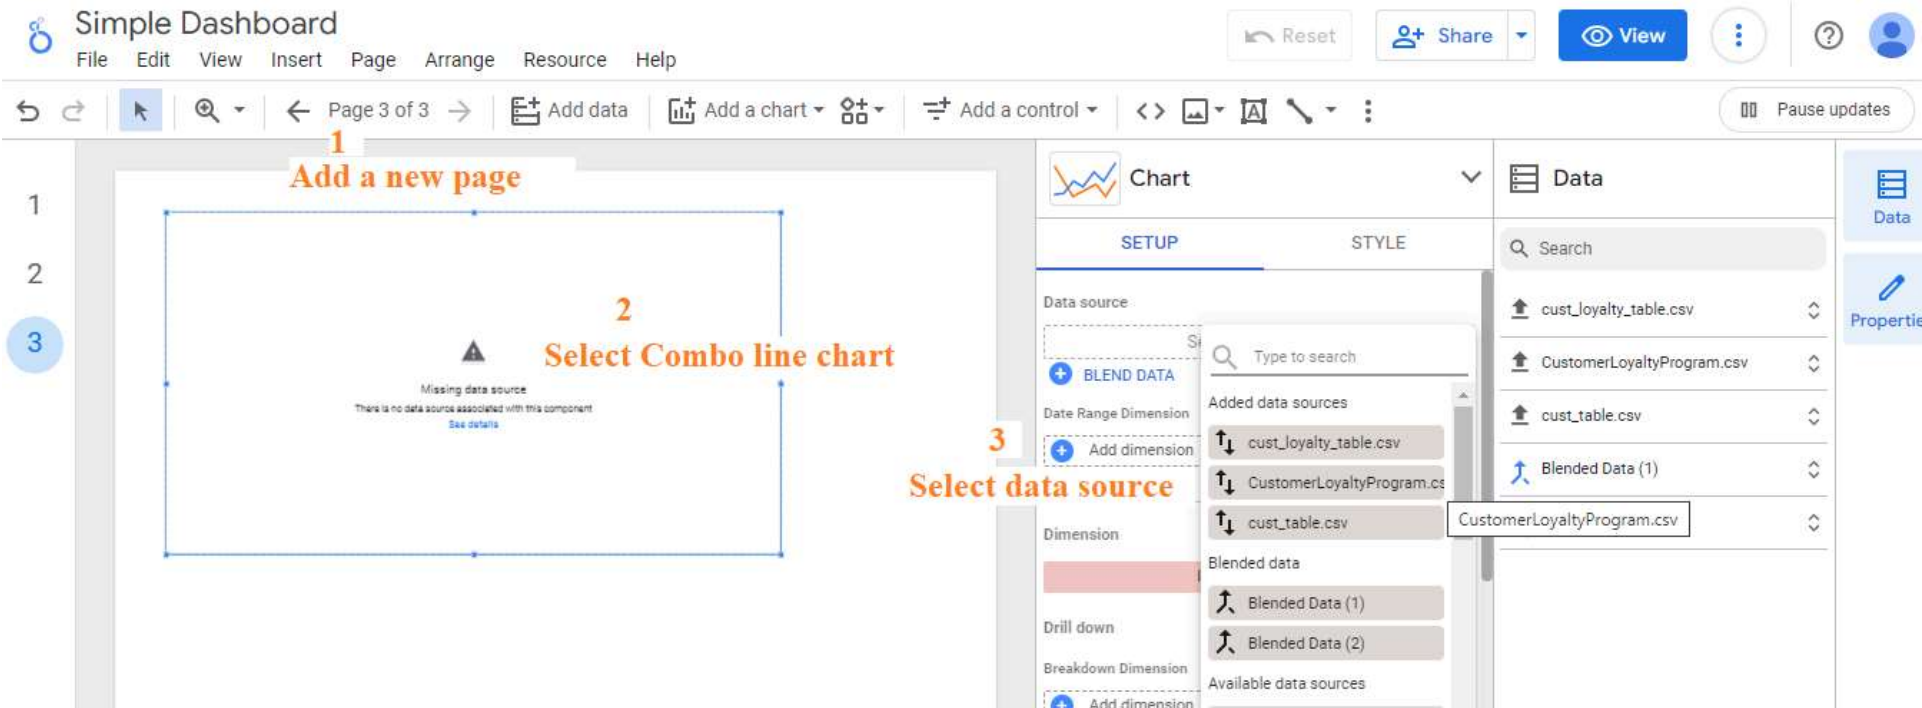 Simple Dashboard
File Edit View Insert Page Arrange Resource Help
Reset
Share
View
Page 3 of 3
Add data
Add a chart
Add a control
Pause updates
1
Add a new page
1
2
3
2
Select Combo line chart
Missing data source
There is no data source associated with this component
See details
3
Select data source
Chart
SETUP STYLE
Data source
BLEND DATA
Date Range Dimension
Add dimension
Dimension
Drill down
Breakdown Dimension
Add dimension
Type to search
Added data sources
cust_loyalty_table.csv
CustomerLoyaltyProgram.cs
cust_table.csv
Blended data
Blended Data (1)
Blended Data (2)
Available data sources
CustomerLoyaltyProgram.csv
Data
Search
cust_loyalty_table.csv
CustomerLoyaltyProgram.csv
cust_table.csv
Blended Data (1)
Data
Propertie